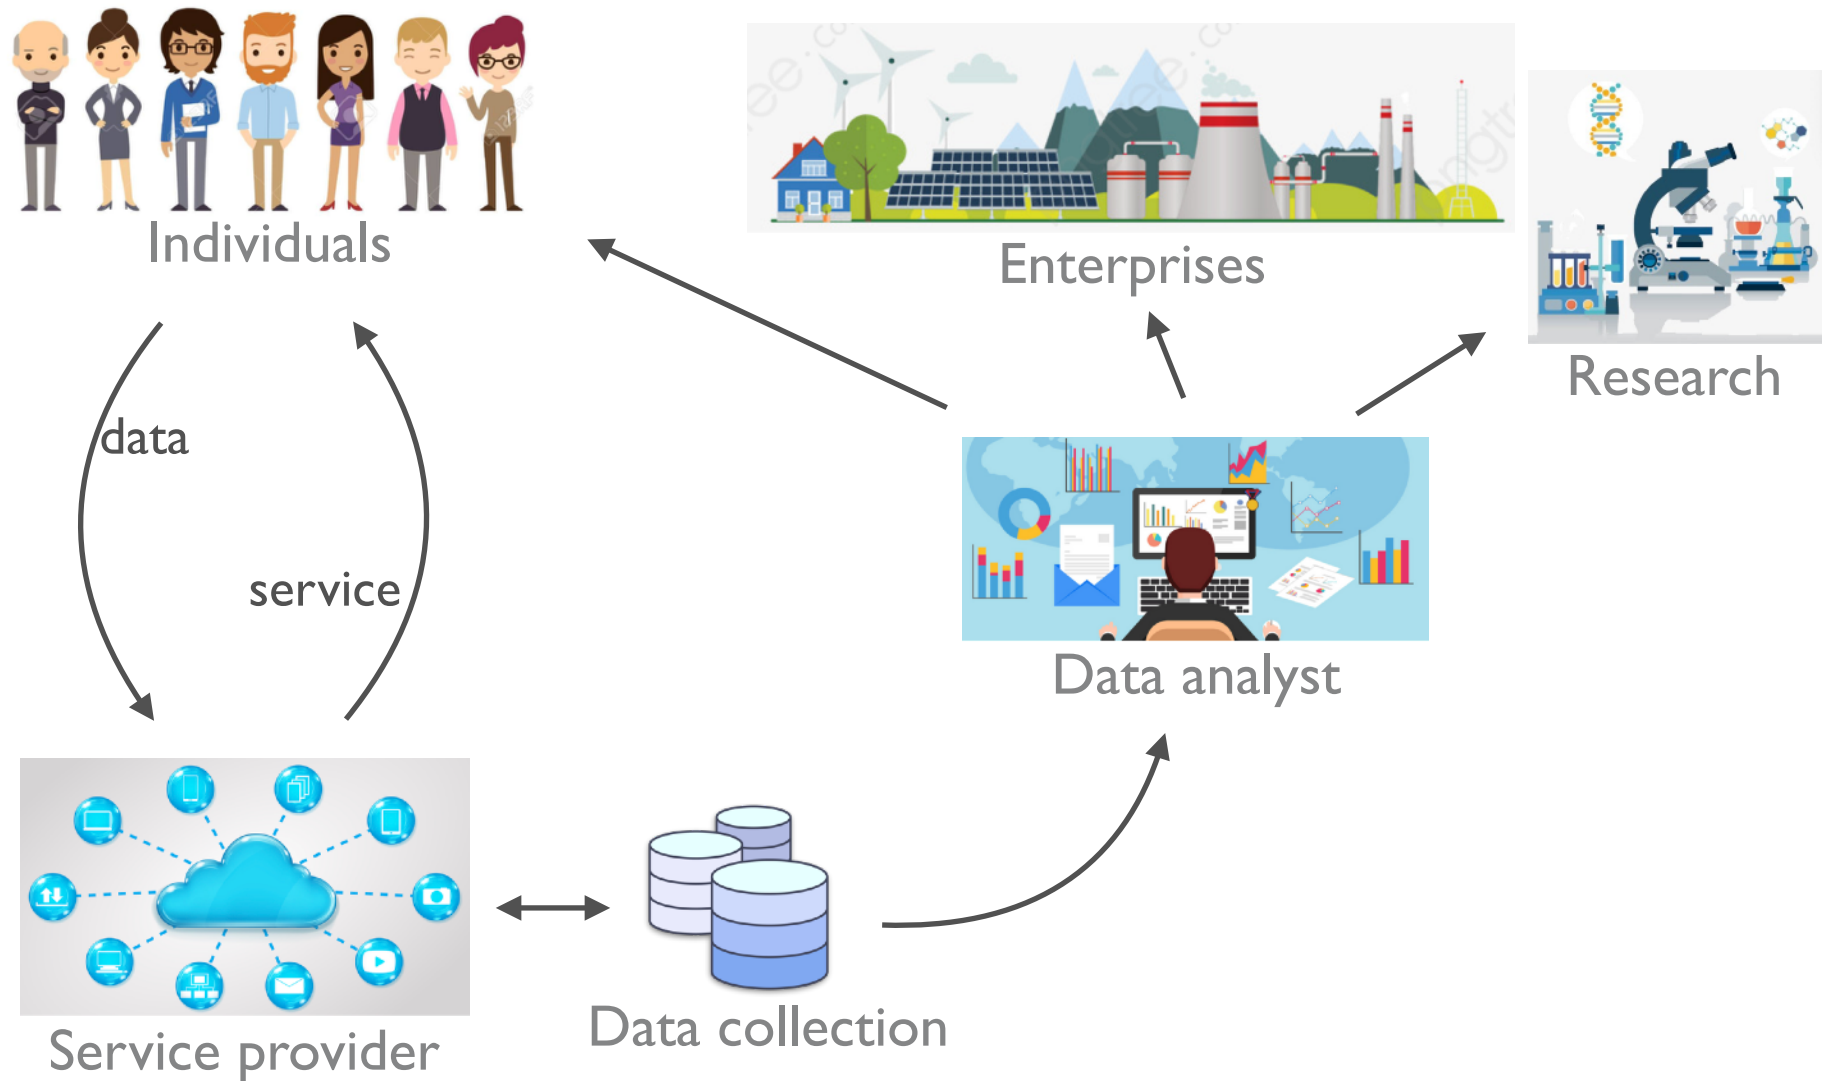 Individuals
Enterprises
Research
data
service
Data analyst
Data collection
Service provider